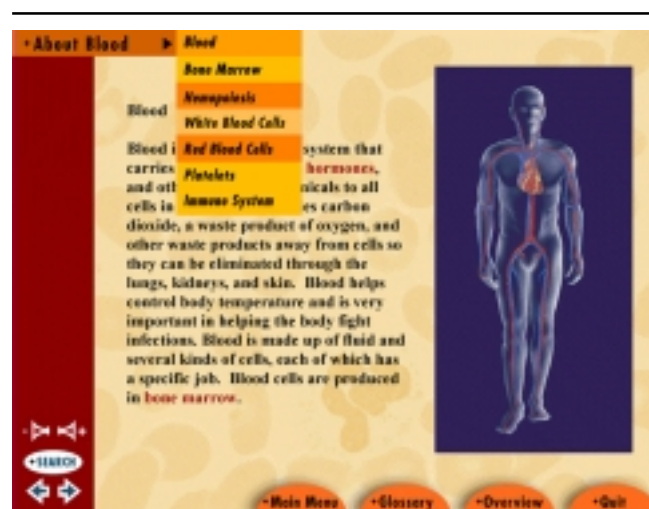 •About Blood
Blood
Bone Marrow
Hemopoiesis
White Blood Cells
Red Blood Cells
Platelets
Immune System
Blood
Blood i system that
carries hormones,
and oth nicals to all
cells in es carbon
dioxide, a waste product of oxygen, and
other waste products away from cells so
they can be eliminated through the
lungs, kidneys, and skin. Blood helps
control body temperature and is very
important in helping the body fight
infections. Blood is made up of fluid and
several kinds of cells, each of which has
a specific job. Blood cells are produced
in bone marrow.
- +
•SEARCH
•Main Menu •Glossary •Overview •Quit